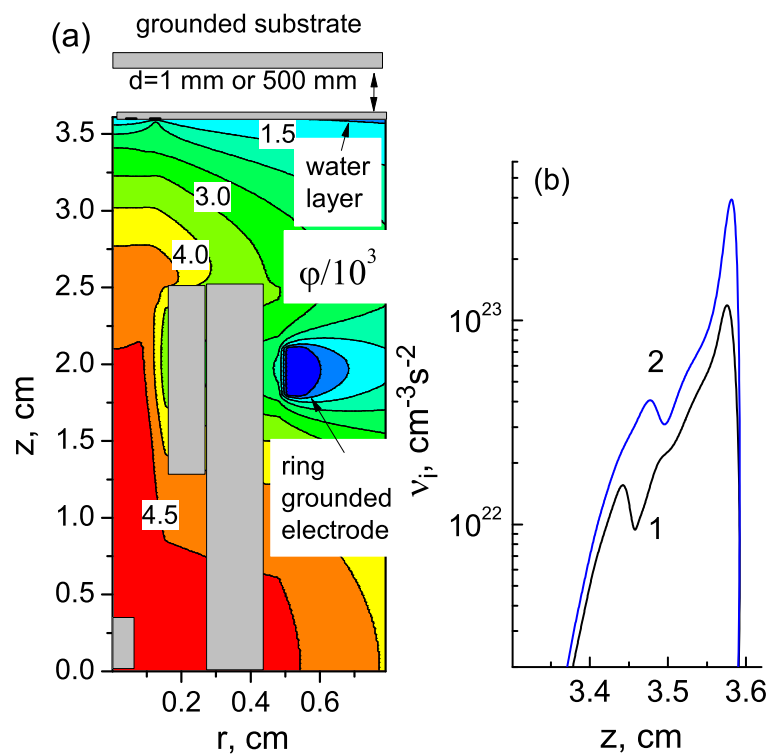 (a)
grounded substrate
d=1 mm or 500 mm
3.5
3.0
2.5
2.0
1.5
1.0
0.5
0.0
z, cm
0.2
0.4
0.6
r, cm
1.5
water
layer
3.0
4.0
φ/10³
4.5
ring
grounded
electrode
(b)
10²³
10²²
νi, cm⁻³s⁻²
2
1
3.4
3.5
3.6
z, cm